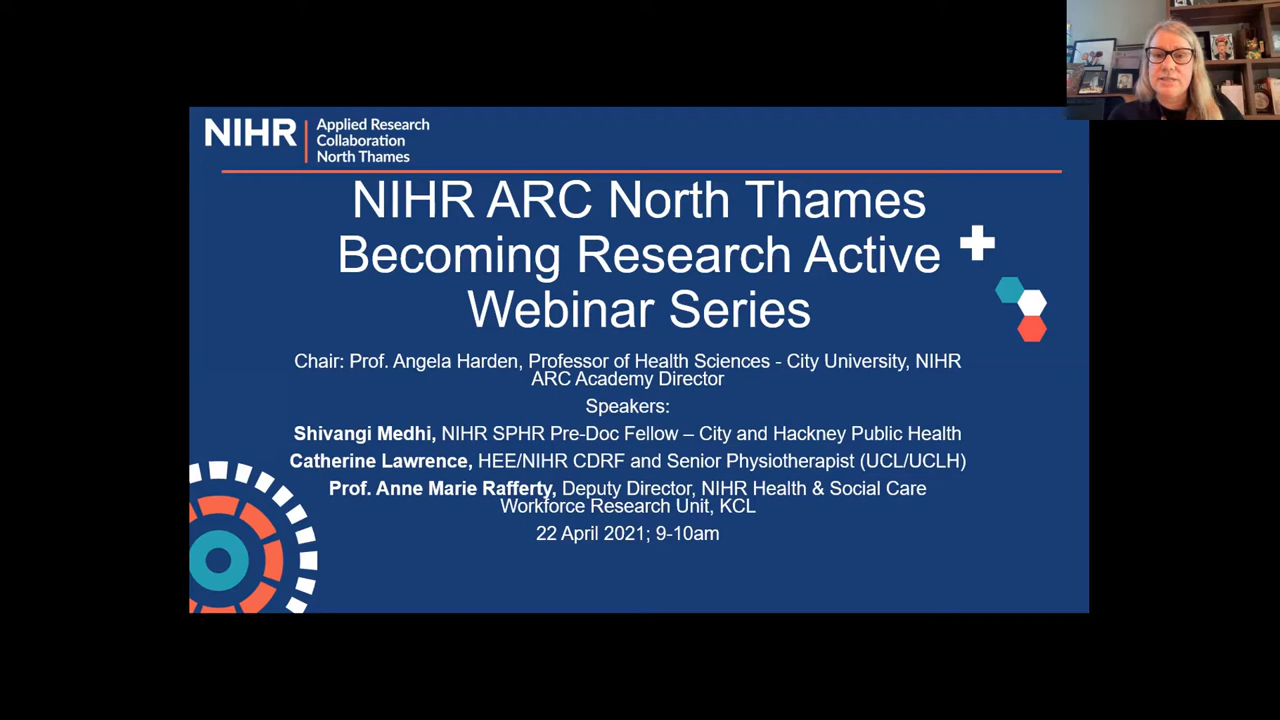 NIHR
Applied Research
Collaboration
North Thames
NIHR ARC North Thames
Becoming Research Active
Webinar Series
Chair: Prof. Angela Harden, Professor of Health Sciences - City University, NIHR
ARC Academy Director
Speakers:
Shivangi Medhi, NIHR SPHR Pre-Doc Fellow – City and Hackney Public Health
Catherine Lawrence, HEE/NIHR CDRF and Senior Physiotherapist (UCL/UCLH)
Prof. Anne Marie Rafferty, Deputy Director, NIHR Health & Social Care
Workforce Research Unit, KCL
22 April 2021; 9-10am